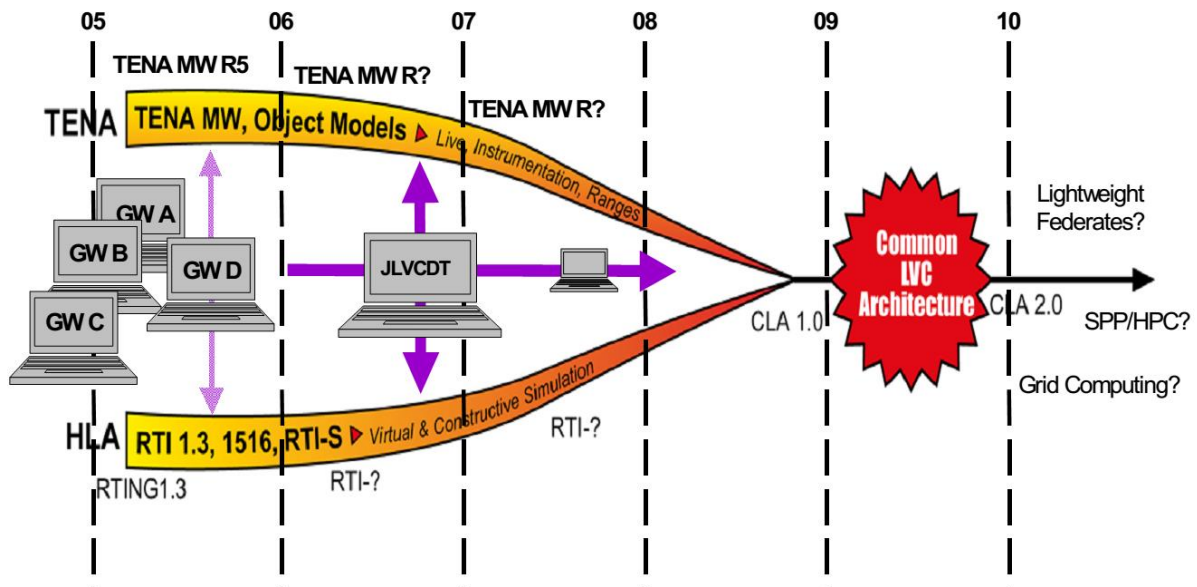 05 06 07 08 09 10
TENA MW R5
TENA MW R?
TENA MW R?
TENA
TENA MW, Object Models
Live, Instrumentation, Ranges
GW A
GW B
GW C
GW D
JLVCDT
Common
LVC
Architecture
CLA 1.0
CLA 2.0
Lightweight
Federates?
SPP/HPC?
Grid Computing?
HLA
RTI 1.3, 1516, RTI-S
Virtual & Constructive Simulation
RTING1.3
RTI-?
RTI-?